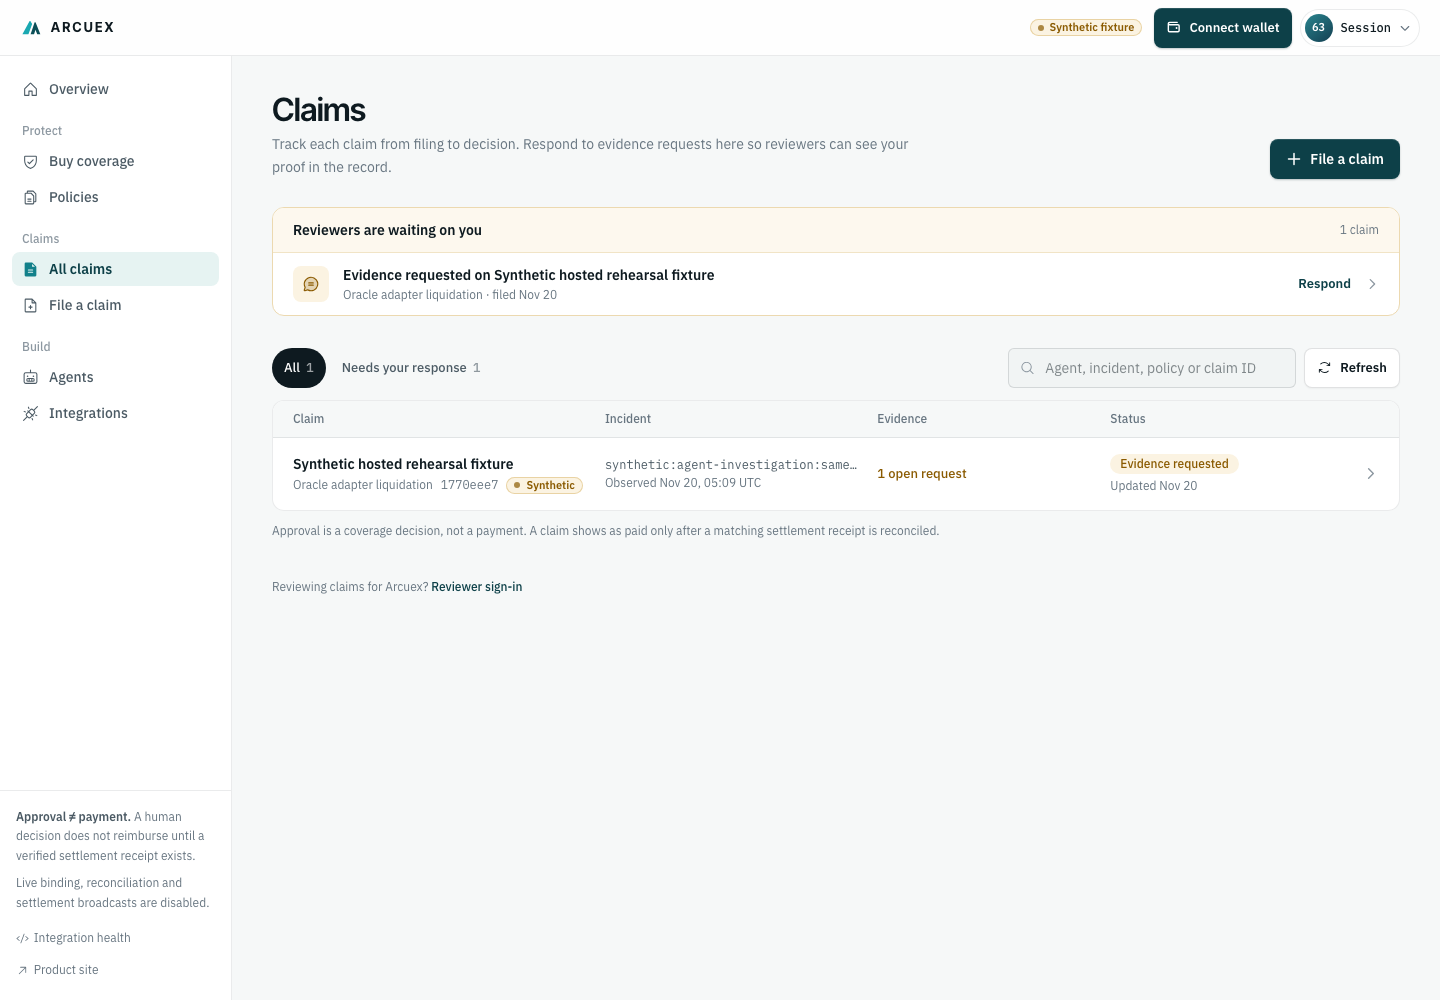 ARCUEX
Synthetic fixture
Connect wallet
63
Session
Overview
Protect
Buy coverage
Policies
Claims
All claims
File a claim
Build
Agents
Integrations
Approval ≠ payment. A human
decision does not reimburse until a
verified settlement receipt exists.
Live binding, reconciliation and
settlement broadcasts are disabled.
Integration health
Product site
Claims
Track each claim from filing to decision. Respond to evidence requests here so reviewers can see your
proof in the record.
File a claim
Reviewers are waiting on you
1 claim
Evidence requested on Synthetic hosted rehearsal fixture
Oracle adapter liquidation · filed Nov 20
Respond
All 1
Needs your response 1
Agent, incident, policy or claim ID
Refresh
Claim
Incident
Evidence
Status
Synthetic hosted rehearsal fixture
Oracle adapter liquidation 1770eee7 Synthetic
synthetic:agent-investigation:same…
Observed Nov 20, 05:09 UTC
1 open request
Evidence requested
Updated Nov 20
Approval is a coverage decision, not a payment. A claim shows as paid only after a matching settlement receipt is reconciled.
Reviewing claims for Arcuex? Reviewer sign-in